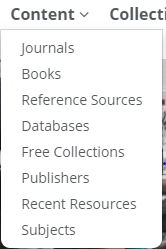 Content Collecti
Journals
Books
Reference Sources
Databases
Free Collections
Publishers
Recent Resources
Subjects